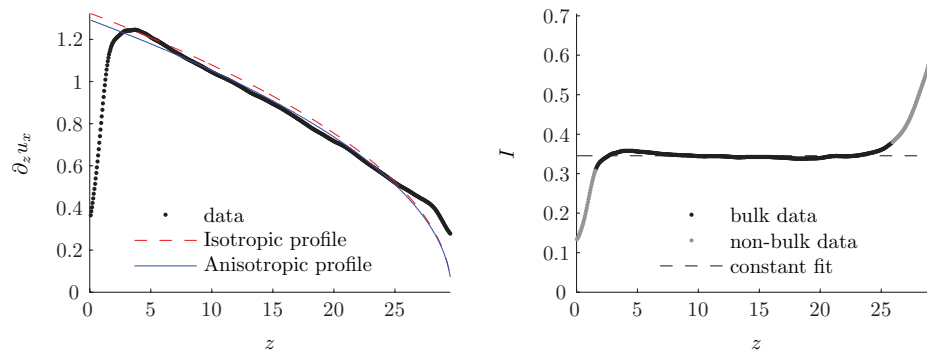 1.2
1
0.8
0.6
0.4
0.2
0
∂z ux
data
Isotropic profile
Anisotropic profile
0 5 10 15 20 25
z
0.7
0.6
0.5
0.4
0.3
0.2
0.1
0
I
bulk data
non-bulk data
constant fit
0 5 10 15 20 25
z